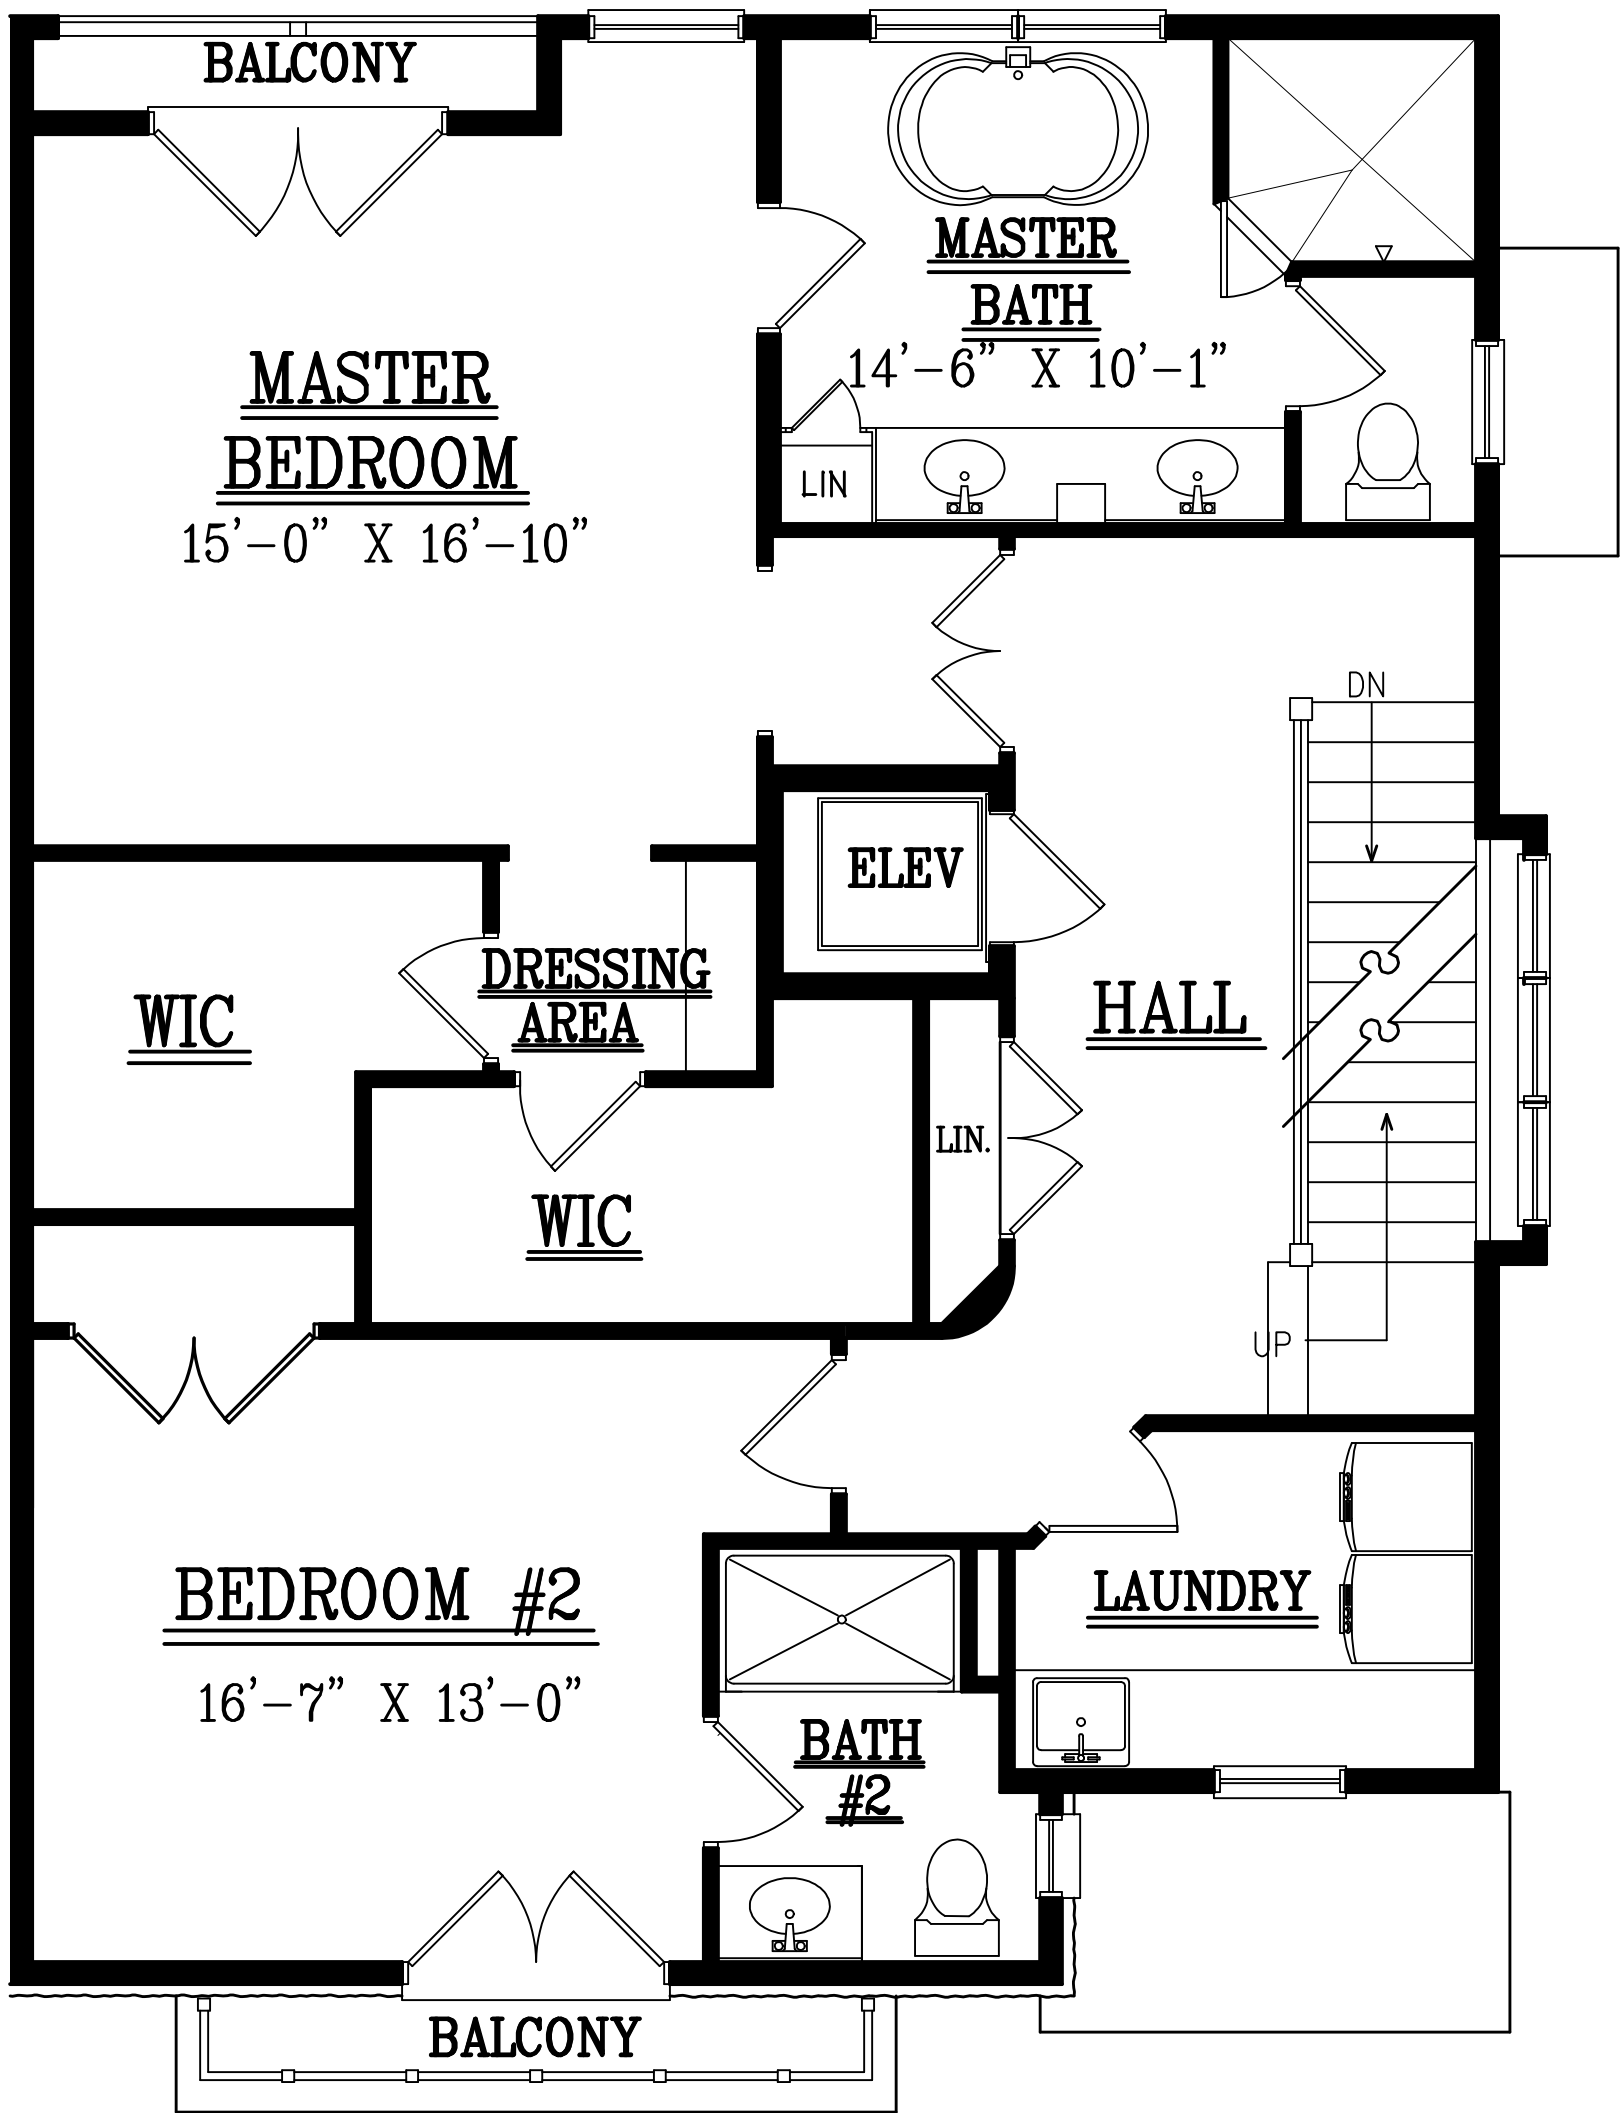 BALCONY
MASTER
BATH
14'-6" X 10'-1"
MASTER
BEDROOM
15'-0" X 16'-10"
LIN
DN
ELEV
DRESSING
AREA
WIC
HALL
LIN.
WIC
UP
BEDROOM #2
16'-7" X 13'-0"
LAUNDRY
BATH
#2
BALCONY